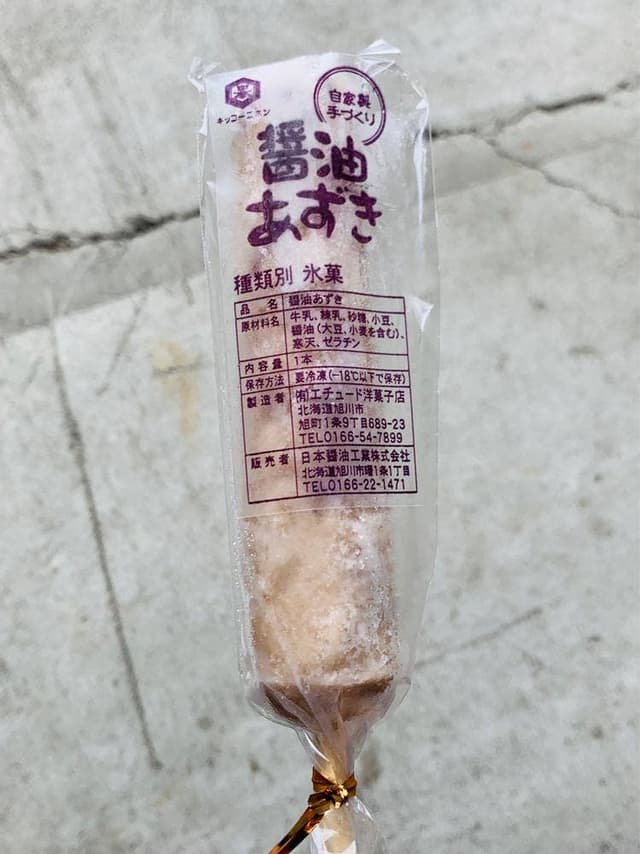 キッコーニホン
自家製
手づくり
醤油
あずき
種類別 氷菓
品名 醤油あずき
原材料名 牛乳、練乳、砂糖、小豆、
醤油(大豆、小麦を含む)、
寒天、ゼラチン
内容量 1本
保存方法 要冷凍(-18℃以下で保存)
製造者 (有)エチュード洋菓子店
北海道旭川市
旭町1条9丁目689-23
TEL0166-54-7899
販売者 日本醤油工業株式会社
北海道旭川市曙1条1丁目
TEL0166-22-1471